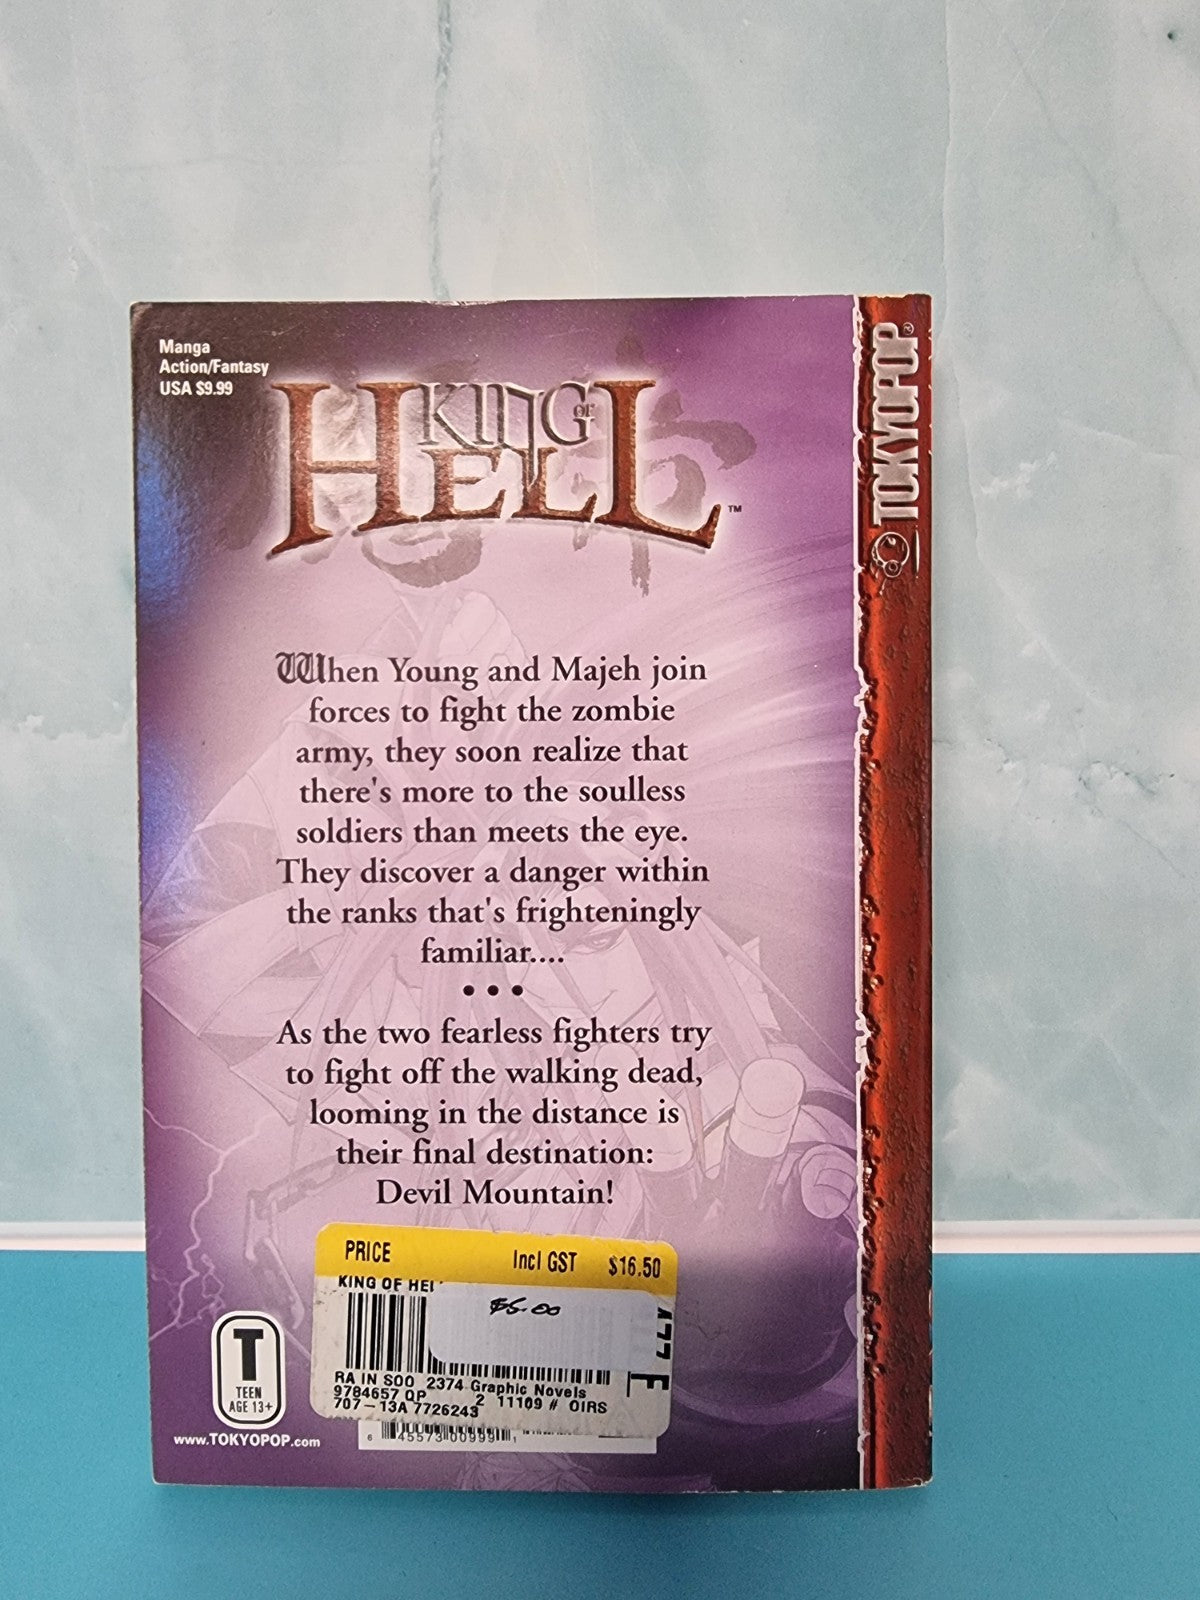 Manga
Action/Fantasy
USA $9.99
KING OF
HELL™
TOKYOPOP®
When Young and Majeh join
forces to fight the zombie
army, they soon realize that
there's more to the soulless
soldiers than meets the eye.
They discover a danger within
the ranks that's frighteningly
familiar....
• • •
As the two fearless fighters try
to fight off the walking dead,
looming in the distance is
their final destination:
Devil Mountain!
PRICE Incl GST $16.50
KING OF HEL
$5.00
RA IN SOO 2374 Graphic Novels
9784657 QP 2 11109 # OIRS
707-13A 7726243
T
TEEN
AGE 13+
www.TOKYOPOP.com
6 45573 00999 1